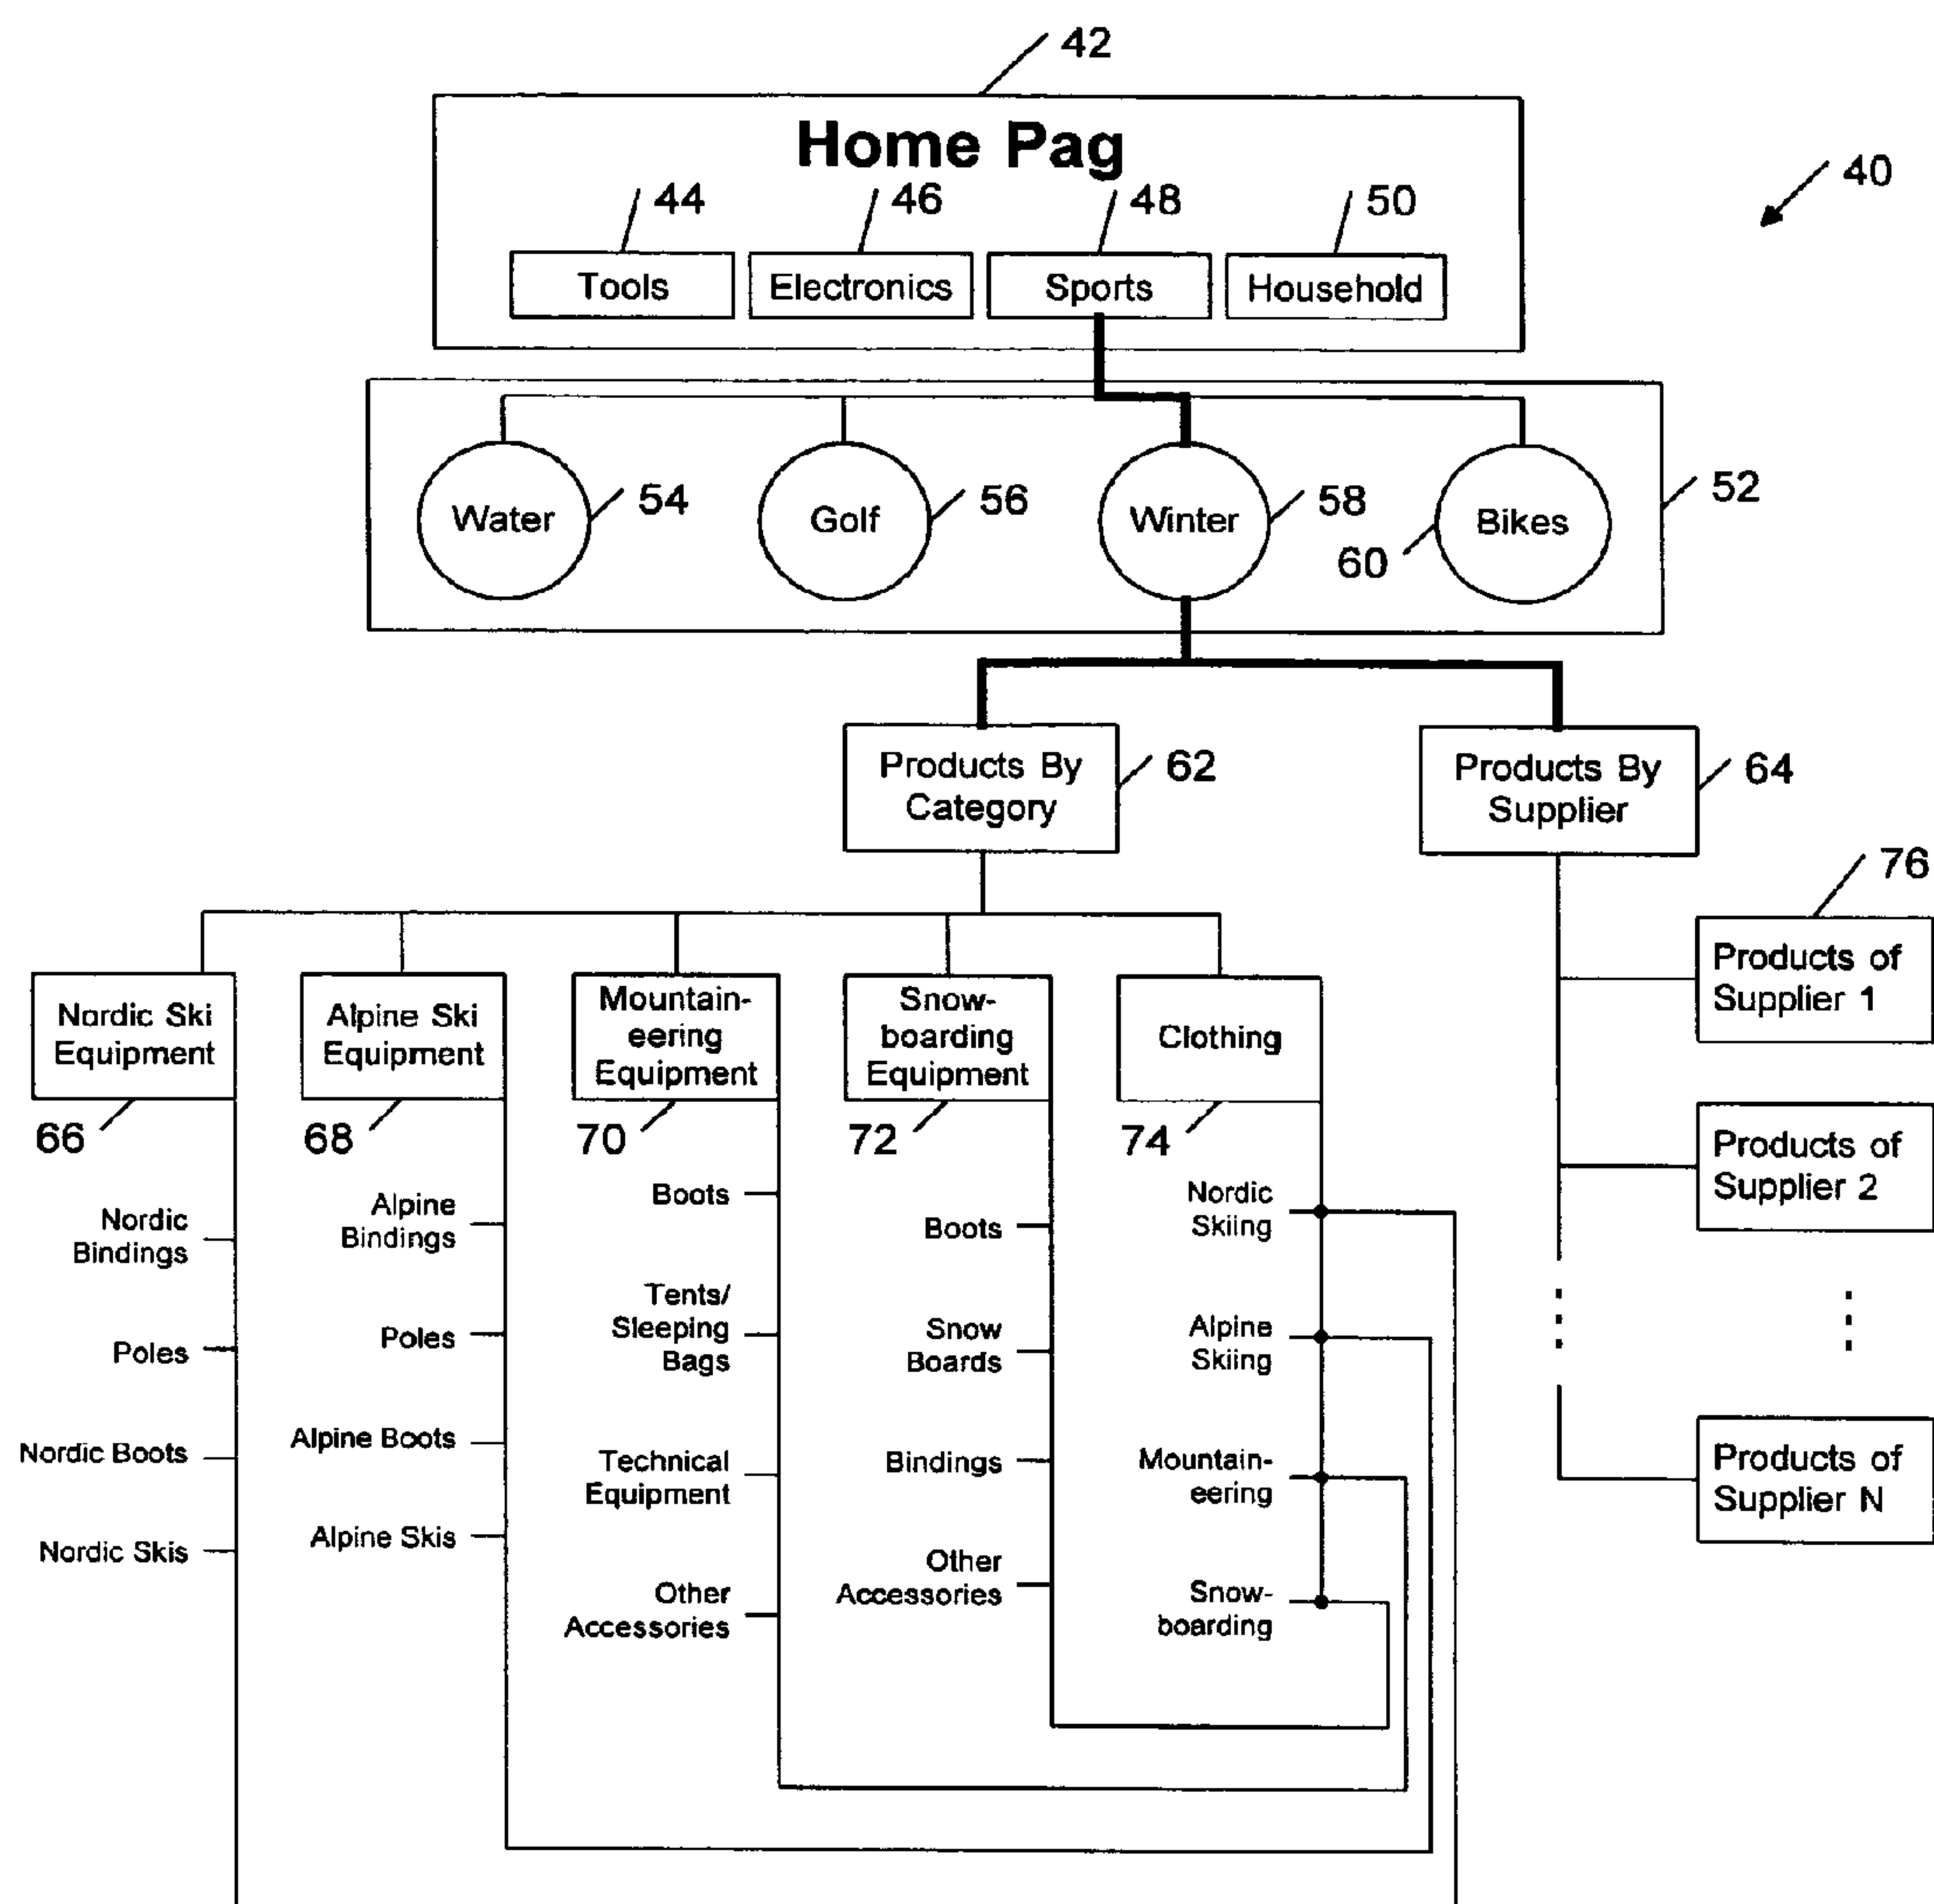 42
Home Pag
40
44
46
48
50
Tools
Electronics
Sports
Household
Water
54
Golf
56
Winter
58
60
Bikes
52
Products By
Category
62
Products By
Supplier
64
76
Products of
Supplier 1
Products of
Supplier 2
Products of
Supplier N
Nordic Ski
Equipment
66
Nordic
Bindings
Poles
Nordic Boots
Nordic Skis
Alpine Ski
Equipment
68
Alpine
Bindings
Poles
Alpine Boots
Alpine Skis
Mountain-
eering
Equipment
70
Boots
Tents/
Sleeping
Bags
Technical
Equipment
Other
Accessories
Snow-
boarding
Equipment
72
Boots
Snow
Boards
Bindings
Other
Accessories
Clothing
74
Nordic
Skiing
Alpine
Skiing
Mountain-
eering
Snow-
boarding